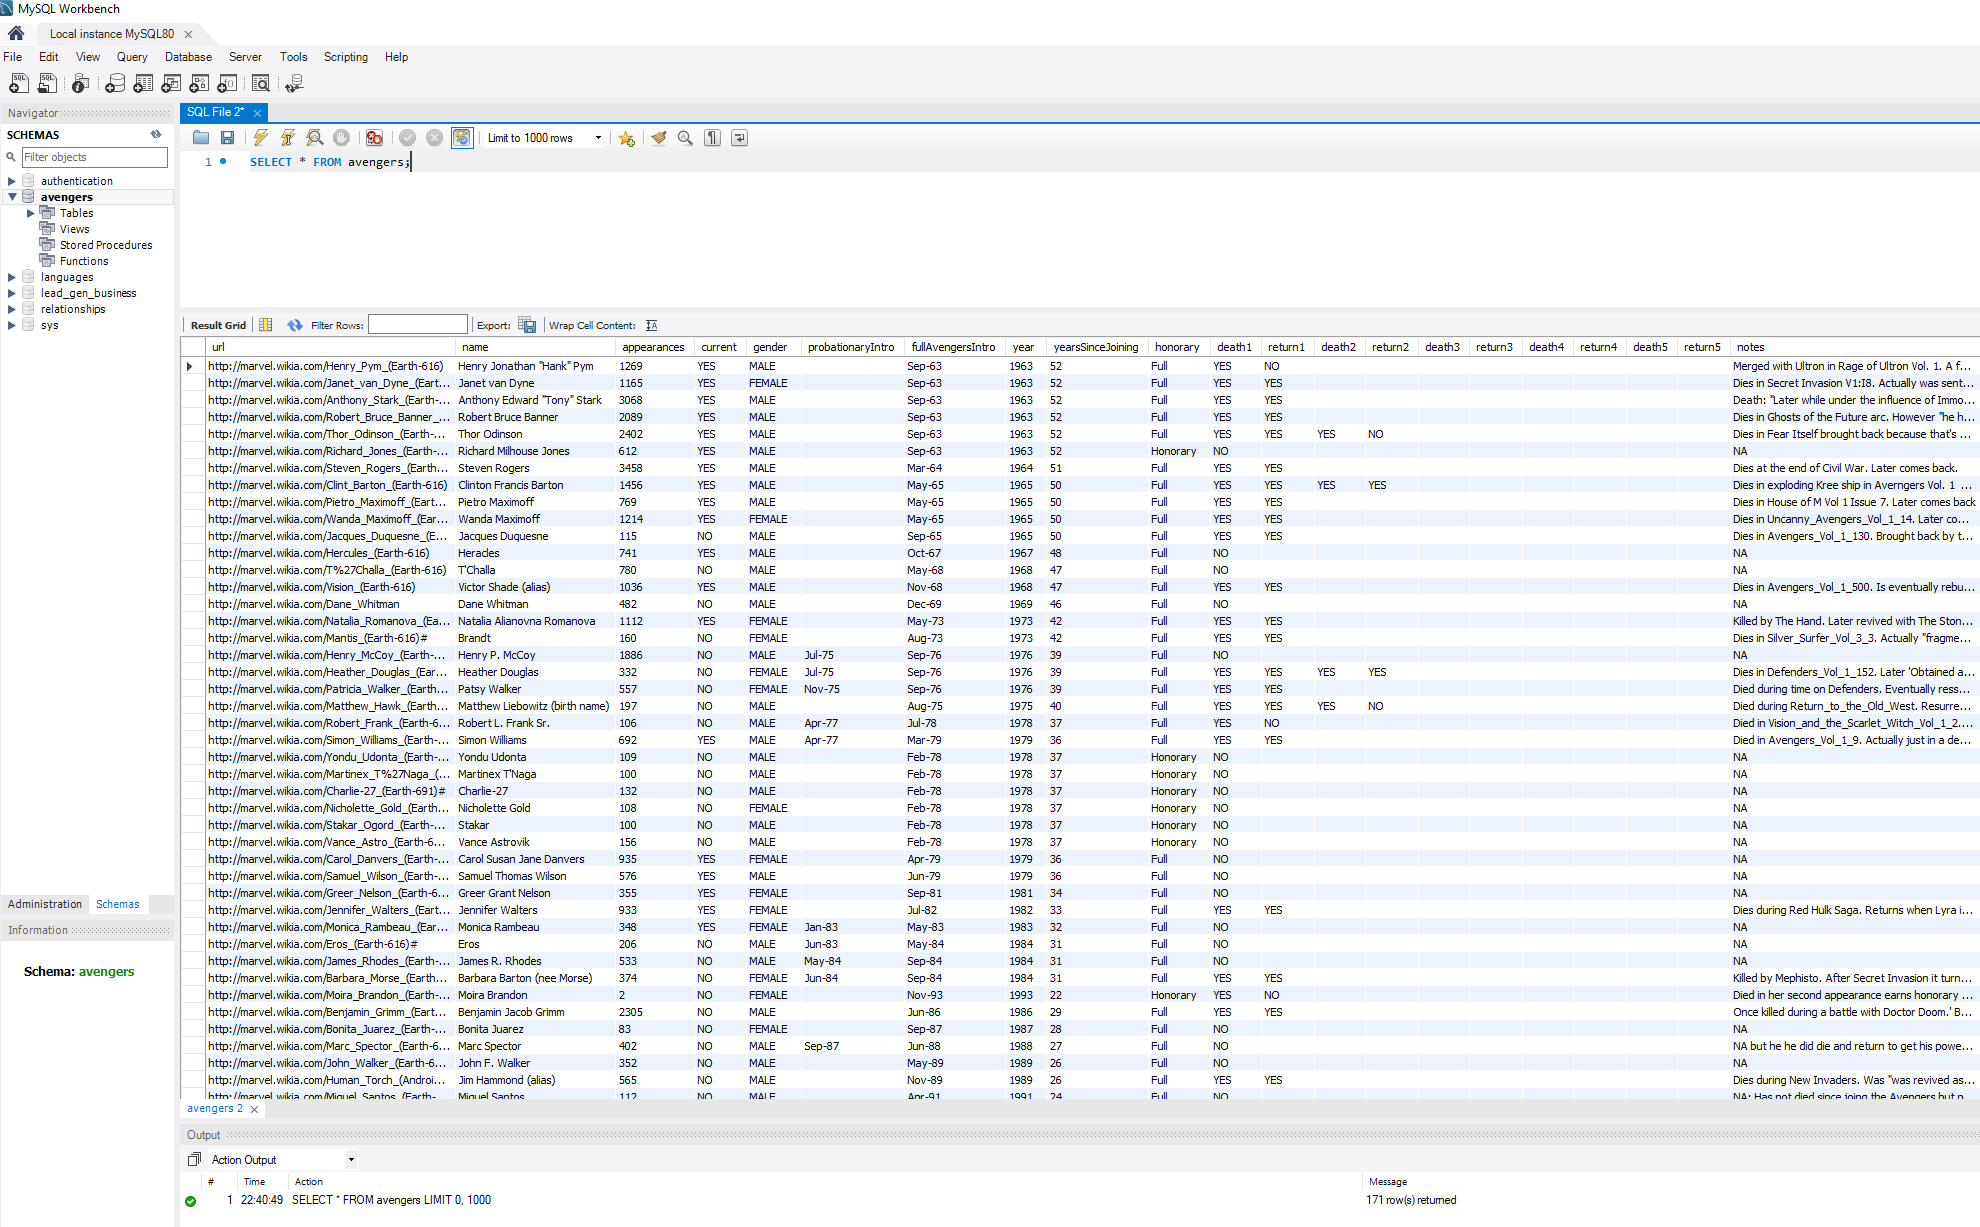 MySQL Workbench
Local instance MySQL80
File Edit View Query Database Server Tools Scripting Help
Navigator
SCHEMAS
Filter objects
authentication
avengers
Tables
Views
Stored Procedures
Functions
languages
lead_gen_business
relationships
sys
Administration Schemas
Information
Schema: avengers
SQL File 2*
Limit to 1000 rows
1 SELECT * FROM avengers;
Result Grid Filter Rows: Export: Wrap Cell Content:
url name appearances current gender probationaryIntro fullAvengersIntro year yearsSinceJoining honorary death1 return1 death2 return2 death3 return3 death4 return4 death5 return5 notes
http://marvel.wikia.com/Henry_Pym_(Earth-616) Henry Jonathan "Hank" Pym 1269 YES MALE Sep-63 1963 52 Full YES NO Merged with Ultron in Rage of Ultron Vol. 1. A f...
http://marvel.wikia.com/Janet_van_Dyne_(Eart... Janet van Dyne 1165 YES FEMALE Sep-63 1963 52 Full YES YES Dies in Secret Invasion V1:I8. Actually was sent...
http://marvel.wikia.com/Anthony_Stark_(Earth-... Anthony Edward "Tony" Stark 3068 YES MALE Sep-63 1963 52 Full YES YES Death: "Later while under the influence of Immo...
http://marvel.wikia.com/Robert_Bruce_Banner_... Robert Bruce Banner 2089 YES MALE Sep-63 1963 52 Full YES YES Dies in Ghosts of the Future arc. However "he h...
http://marvel.wikia.com/Thor_Odinson_(Earth-... Thor Odinson 2402 YES MALE Sep-63 1963 52 Full YES YES YES NO Dies in Fear Itself brought back because that's ...
http://marvel.wikia.com/Richard_Jones_(Earth-... Richard Milhouse Jones 612 YES MALE Sep-63 1963 52 Honorary NO NA
http://marvel.wikia.com/Steven_Rogers_(Earth... Steven Rogers 3458 YES MALE Mar-64 1964 51 Full YES YES Dies at the end of Civil War. Later comes back.
http://marvel.wikia.com/Clint_Barton_(Earth-616) Clinton Francis Barton 1456 YES MALE May-65 1965 50 Full YES YES YES YES Dies in exploding Kree ship in Averngers Vol. 1 ...
http://marvel.wikia.com/Pietro_Maximoff_(Eart... Pietro Maximoff 769 YES MALE May-65 1965 50 Full YES YES Dies in House of M Vol 1 Issue 7. Later comes back
http://marvel.wikia.com/Wanda_Maximoff_(Ear... Wanda Maximoff 1214 YES FEMALE May-65 1965 50 Full YES YES Dies in Uncanny_Avengers_Vol_1_14. Later co...
http://marvel.wikia.com/Jacques_Duquesne_(E... Jacques Duquesne 115 NO MALE Sep-65 1965 50 Full YES YES Dies in Avengers_Vol_1_130. Brought back by t...
http://marvel.wikia.com/Hercules_(Earth-616) Heracles 741 YES MALE Oct-67 1967 48 Full NO NA
http://marvel.wikia.com/T%27Challa_(Earth-616) T'Challa 780 NO MALE May-68 1968 47 Full NO NA
http://marvel.wikia.com/Vision_(Earth-616) Victor Shade (alias) 1036 YES MALE Nov-68 1968 47 Full YES YES Dies in Avengers_Vol_1_500. Is eventually rebu...
http://marvel.wikia.com/Dane_Whitman Dane Whitman 482 NO MALE Dec-69 1969 46 Full NO NA
http://marvel.wikia.com/Natalia_Romanova_(Ea... Natalia Alianovna Romanova 1112 YES FEMALE May-73 1973 42 Full YES YES Killed by The Hand. Later revived with The Ston...
http://marvel.wikia.com/Mantis_(Earth-616)# Brandt 160 NO FEMALE Aug-73 1973 42 Full YES YES Dies in Silver_Surfer_Vol_3_3. Actually "fragme...
http://marvel.wikia.com/Henry_McCoy_(Earth-... Henry P. McCoy 1886 NO MALE Jul-75 Sep-76 1976 39 Full NO NA
http://marvel.wikia.com/Heather_Douglas_(Ear... Heather Douglas 332 NO FEMALE Jul-75 Sep-76 1976 39 Full YES YES YES YES Dies in Defenders_Vol_1_152. Later 'Obtained a...
http://marvel.wikia.com/Patricia_Walker_(Earth... Patsy Walker 557 NO FEMALE Nov-75 Sep-76 1976 39 Full YES YES Died during time on Defenders. Eventually ress...
http://marvel.wikia.com/Matthew_Hawk_(Earth... Matthew Liebowitz (birth name) 197 NO MALE Aug-75 1975 40 Full YES YES YES NO Died during Return_to_the_Old_West. Resurre...
http://marvel.wikia.com/Robert_Frank_(Earth-6... Robert L. Frank Sr. 106 NO MALE Apr-77 Jul-78 1978 37 Full YES NO Died in Vision_and_the_Scarlet_Witch_Vol_1_2....
http://marvel.wikia.com/Simon_Williams_(Earth-... Simon Williams 692 YES MALE Apr-77 Mar-79 1979 36 Full YES YES Died in Avengers_Vol_1_9. Actually just in a de...
http://marvel.wikia.com/Yondu_Udonta_(Earth-... Yondu Udonta 109 NO MALE Feb-78 1978 37 Honorary NO NA
http://marvel.wikia.com/Martinex_T%27Naga_(... Martinex T'Naga 100 NO MALE Feb-78 1978 37 Honorary NO NA
http://marvel.wikia.com/Charlie-27_(Earth-691)# Charlie-27 132 NO MALE Feb-78 1978 37 Honorary NO NA
http://marvel.wikia.com/Nicholette_Gold_(Earth... Nicholette Gold 108 NO FEMALE Feb-78 1978 37 Honorary NO NA
http://marvel.wikia.com/Stakar_Ogord_(Earth-... Stakar 100 NO MALE Feb-78 1978 37 Honorary NO NA
http://marvel.wikia.com/Vance_Astro_(Earth-6... Vance Astrovik 156 NO MALE Feb-78 1978 37 Honorary NO NA
http://marvel.wikia.com/Carol_Danvers_(Earth-... Carol Susan Jane Danvers 935 YES FEMALE Apr-79 1979 36 Full NO NA
http://marvel.wikia.com/Samuel_Wilson_(Earth-... Samuel Thomas Wilson 576 YES MALE Jun-79 1979 36 Full NO NA
http://marvel.wikia.com/Greer_Nelson_(Earth-6... Greer Grant Nelson 355 YES FEMALE Sep-81 1981 34 Full NO NA
http://marvel.wikia.com/Jennifer_Walters_(Eart... Jennifer Walters 933 YES FEMALE Jul-82 1982 33 Full YES YES Dies during Red Hulk Saga. Returns when Lyra i...
http://marvel.wikia.com/Monica_Rambeau_(Ear... Monica Rambeau 348 YES FEMALE Jan-83 May-83 1983 32 Full NO NA
http://marvel.wikia.com/Eros_(Earth-616)# Eros 206 NO MALE Jun-83 May-84 1984 31 Full NO NA
http://marvel.wikia.com/James_Rhodes_(Earth-... James R. Rhodes 533 NO MALE May-84 Sep-84 1984 31 Full NO NA
http://marvel.wikia.com/Barbara_Morse_(Earth... Barbara Barton (nee Morse) 374 NO FEMALE Jun-84 Sep-84 1984 31 Full YES YES Killed by Mephisto. After Secret Invasion it turn...
http://marvel.wikia.com/Moira_Brandon_(Earth-... Moira Brandon 2 NO FEMALE Nov-93 1993 22 Honorary YES NO Died in her second appearance earns honorary ...
http://marvel.wikia.com/Benjamin_Grimm_(Eart... Benjamin Jacob Grimm 2305 NO MALE Jun-86 1986 29 Full YES YES Once killed during a battle with Doctor Doom.' B...
http://marvel.wikia.com/Bonita_Juarez_(Earth-... Bonita Juarez 83 NO FEMALE Sep-87 1987 28 Full NO NA
http://marvel.wikia.com/Marc_Spector_(Earth-6... Marc Spector 402 NO MALE Sep-87 Jun-88 1988 27 Full NO NA but he he did die and return to get his powe...
http://marvel.wikia.com/John_Walker_(Earth-6... John F. Walker 352 NO MALE May-89 1989 26 Full NO NA
http://marvel.wikia.com/Human_Torch_(Androi... Jim Hammond (alias) 565 NO MALE Nov-89 1989 26 Full YES YES Dies during New Invaders. Was "was revived as...
http://marvel.wikia.com/Miguel_Santos_(Earth- Miguel Santos 112 NO MALE Apr-91 1991 24 Full NO NA: Has not died since joing the Avengers but p
avengers 2
Output
Action Output
# Time Action Message
1 22:40:49 SELECT * FROM avengers LIMIT 0, 1000 171 row(s) returned